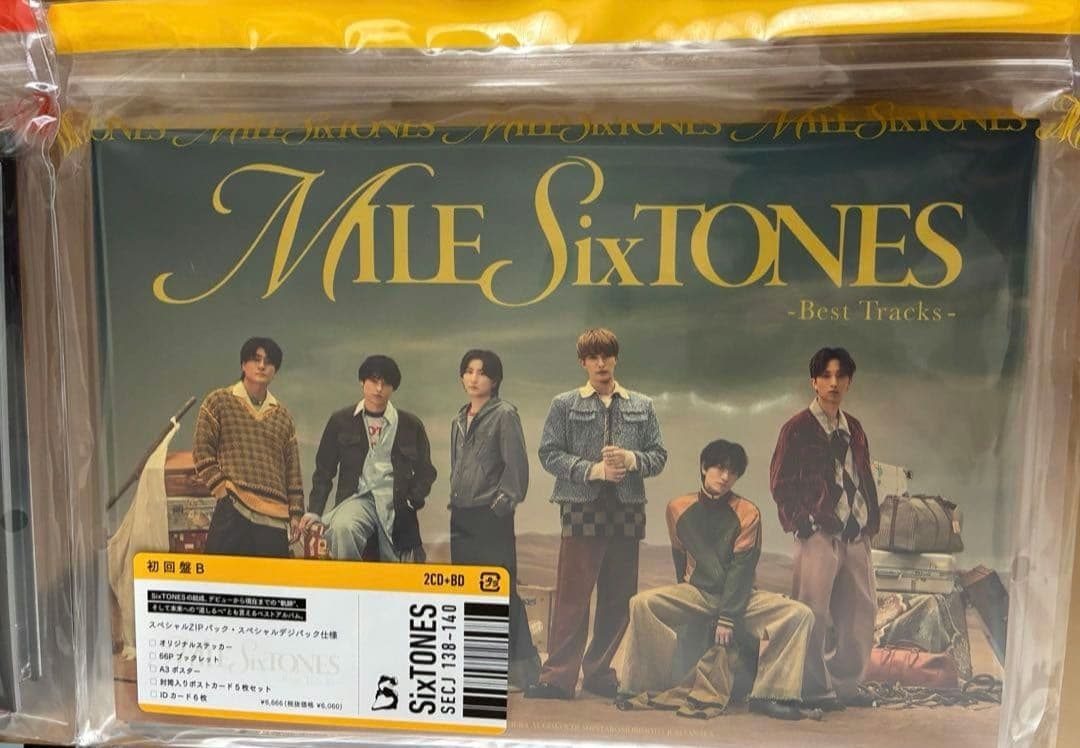 MILE SixTONES MILE SixTONES MILE SixTONES
MILE SixTONES
-Best Tracks-
初回盤B
2CD+BD
SixTONESの結成、デビューから現在までの“軌跡”、
そして未来への“道しるべ”とも言えるベストアルバム。
スペシャルZIPパック・スペシャルデジパック仕様
□ オリジナルステッカー
□ 66P ブックレット
□ A3 ポスター
□ 封筒入りポストカード5枚セット
□ IDカード6枚
¥6,666(税抜価格 ¥6,060)
SixTONES
SECJ 138-140